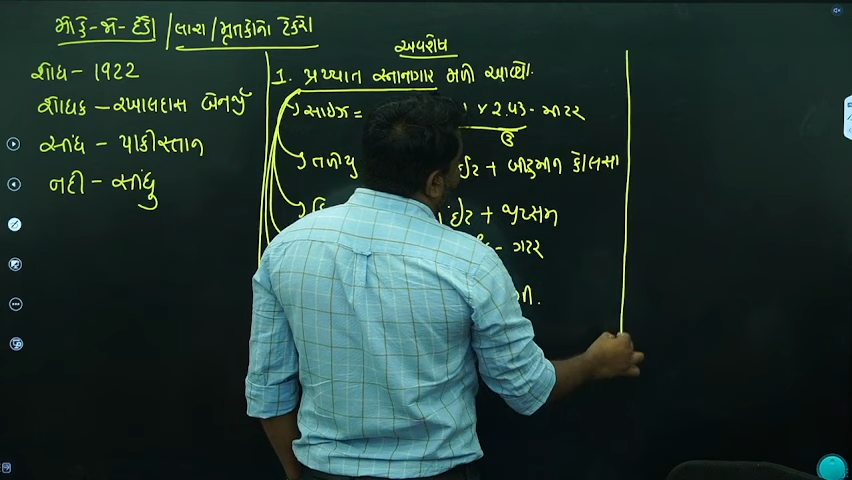 મોહેં-જો-દડો / લાશ / મૃતકોનો ટેકરો
શોધ - 1922
શોધક - રખાલદાસ બેનર્જી
સિંધ - પાકીસ્તાન
નદી - સિંધુ
અવશેષ
1. પ્રખ્યાત સ્નાનાગાર મળી આવ્યો.
સાઇઝ = x 2.43 - મીટર
તળીયુ ઈંટ + બીટુમીન કોલસા
ઈંટ + જીપ્સમ
- ગટર